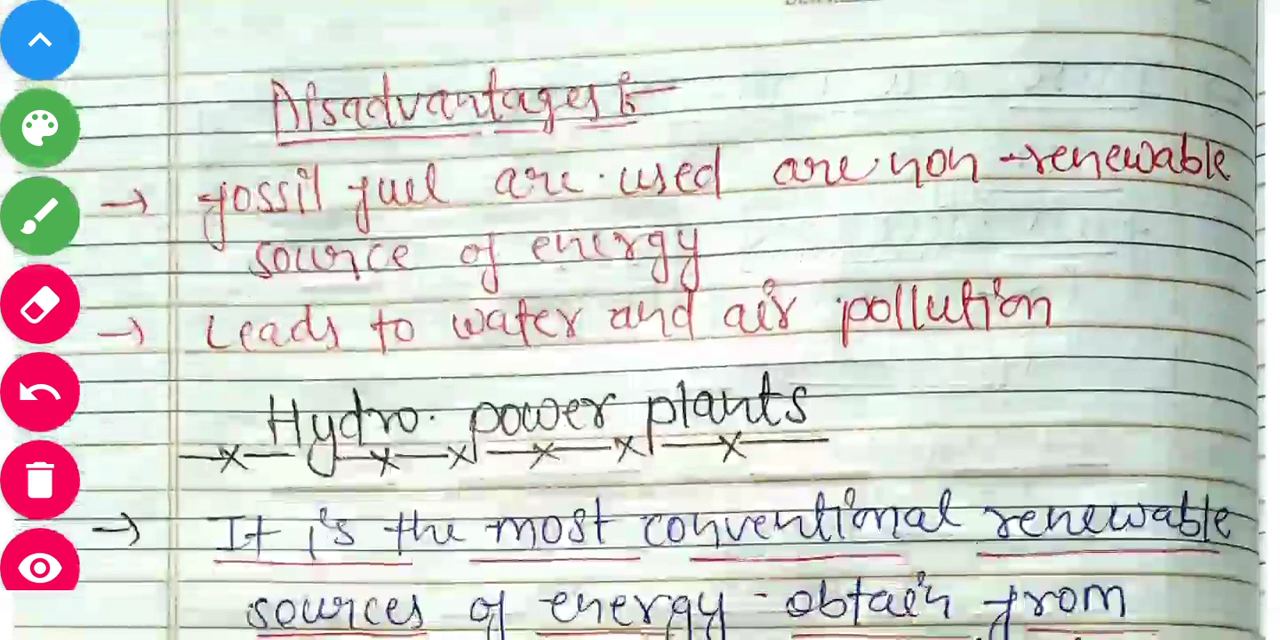 Disadvantages :-
→ fossil fuel are used are non-renewable
source of energy
→ Leads to water and air pollution
Hydro power plants
→ It is the most conventional renewable
sources of energy obtain from